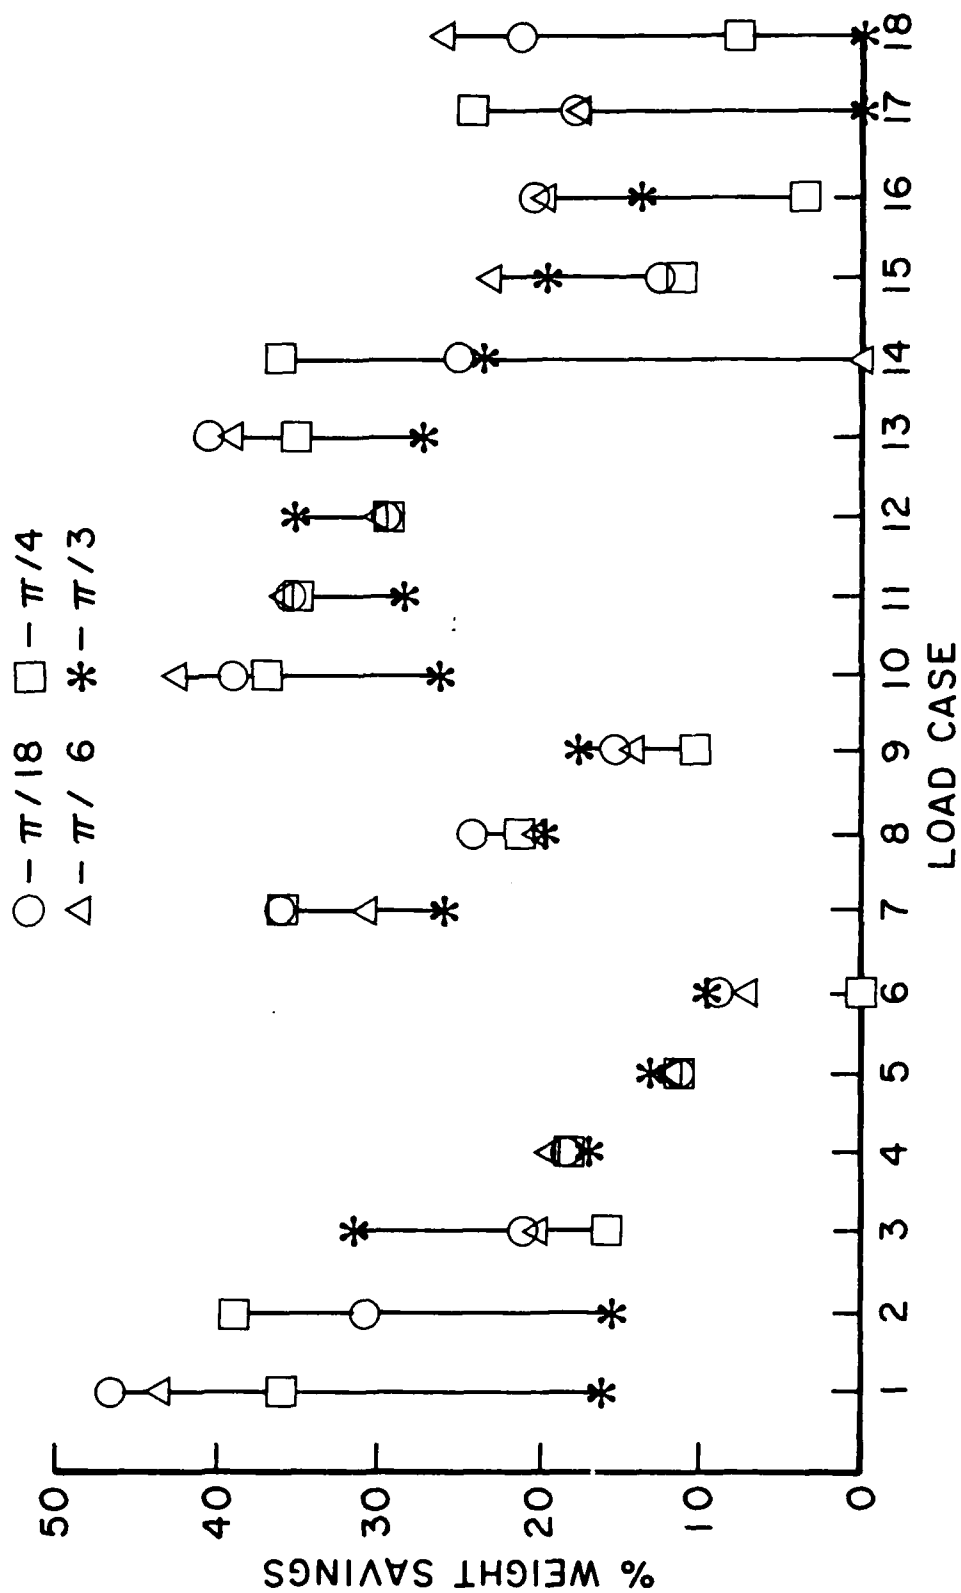 ○ – π/18 □ – π/4
△ – π/ 6 ✱ – π/3
% WEIGHT SAVINGS
50
40
30
20
10
0
1 2 3 4 5 6 7 8 9 10 11 12 13 14 15 16 17 18
LOAD CASE